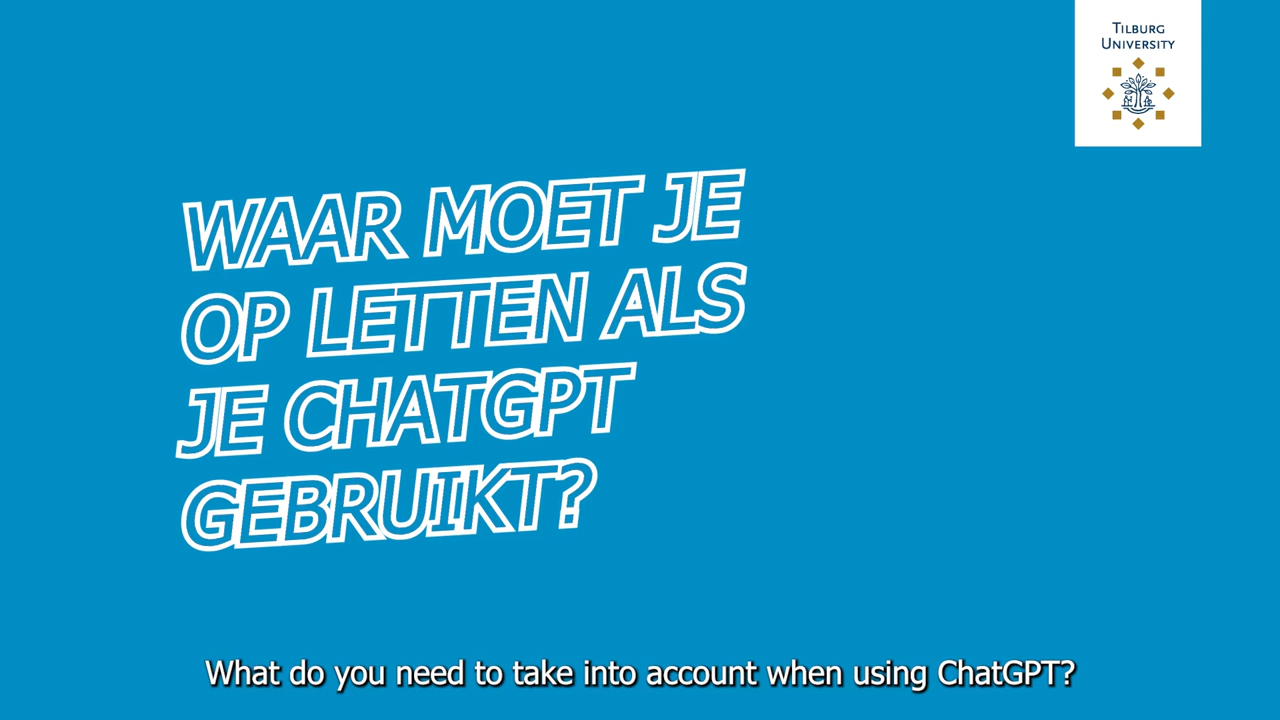 TILBURG
UNIVERSITY
WAAR MOET JE
OP LETTEN ALS
JE CHATGPT
GEBRUIKT?
What do you need to take into account when using ChatGPT?